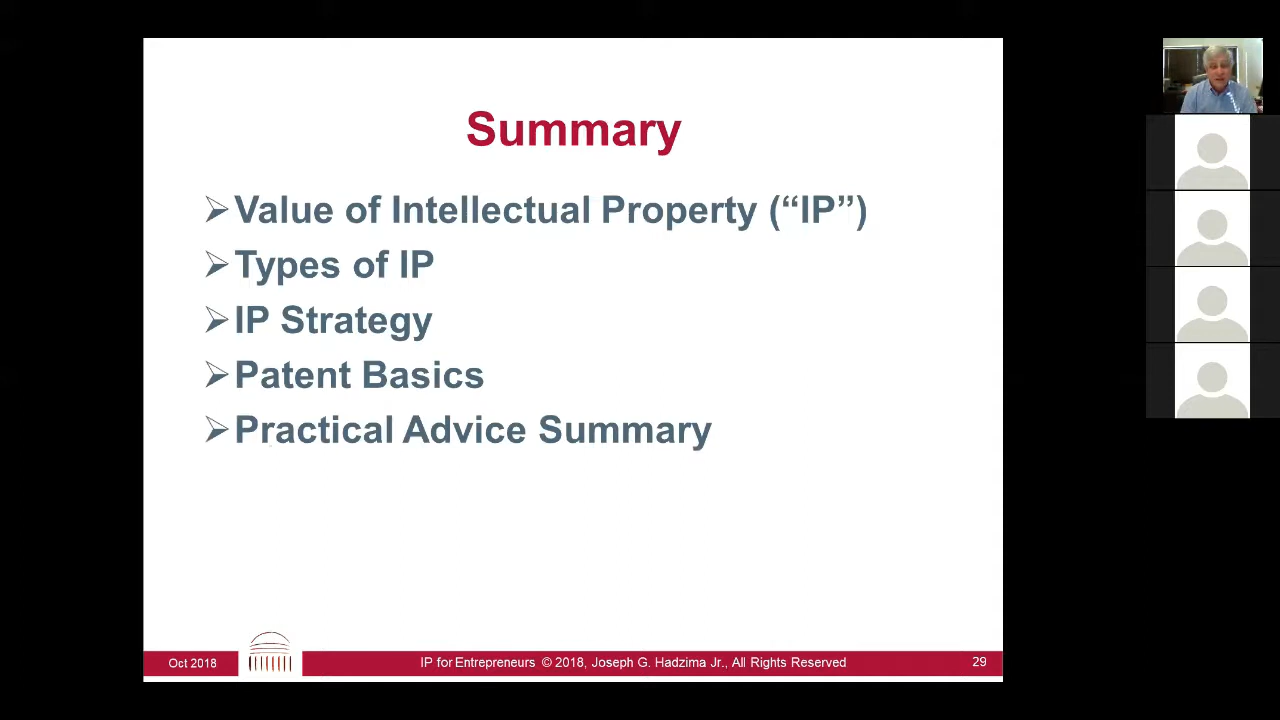 Summary
➢Value of Intellectual Property (“IP”)
➢Types of IP
➢IP Strategy
➢Patent Basics
➢Practical Advice Summary
Oct 2018
IP for Entrepreneurs © 2018, Joseph G. Hadzima Jr., All Rights Reserved
29